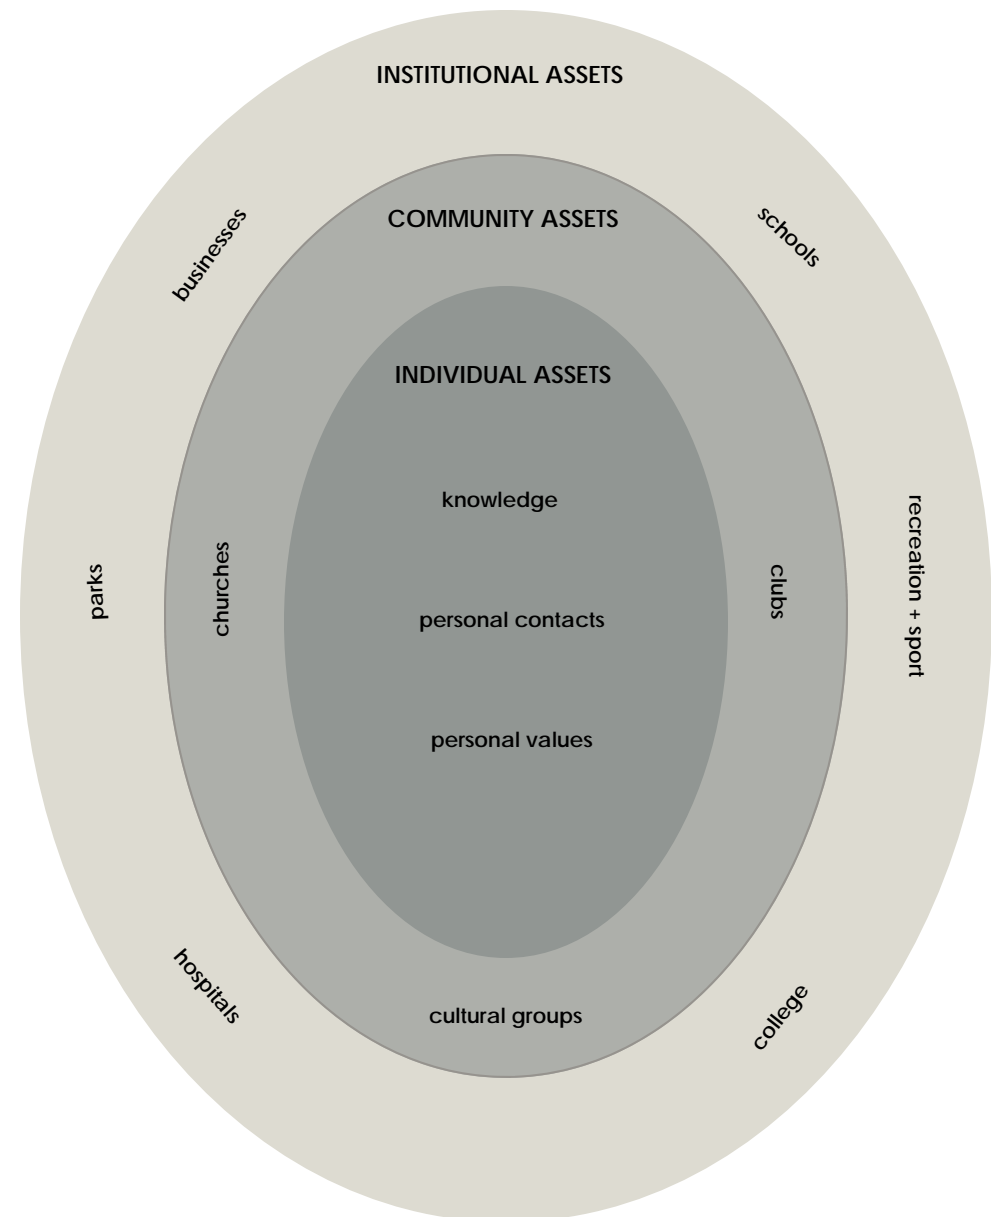 INSTITUTIONAL ASSETS
businesses
schools
COMMUNITY ASSETS
INDIVIDUAL ASSETS
knowledge
parks
churches
personal contacts
clubs
recreation + sport
personal values
hospitals
cultural groups
college